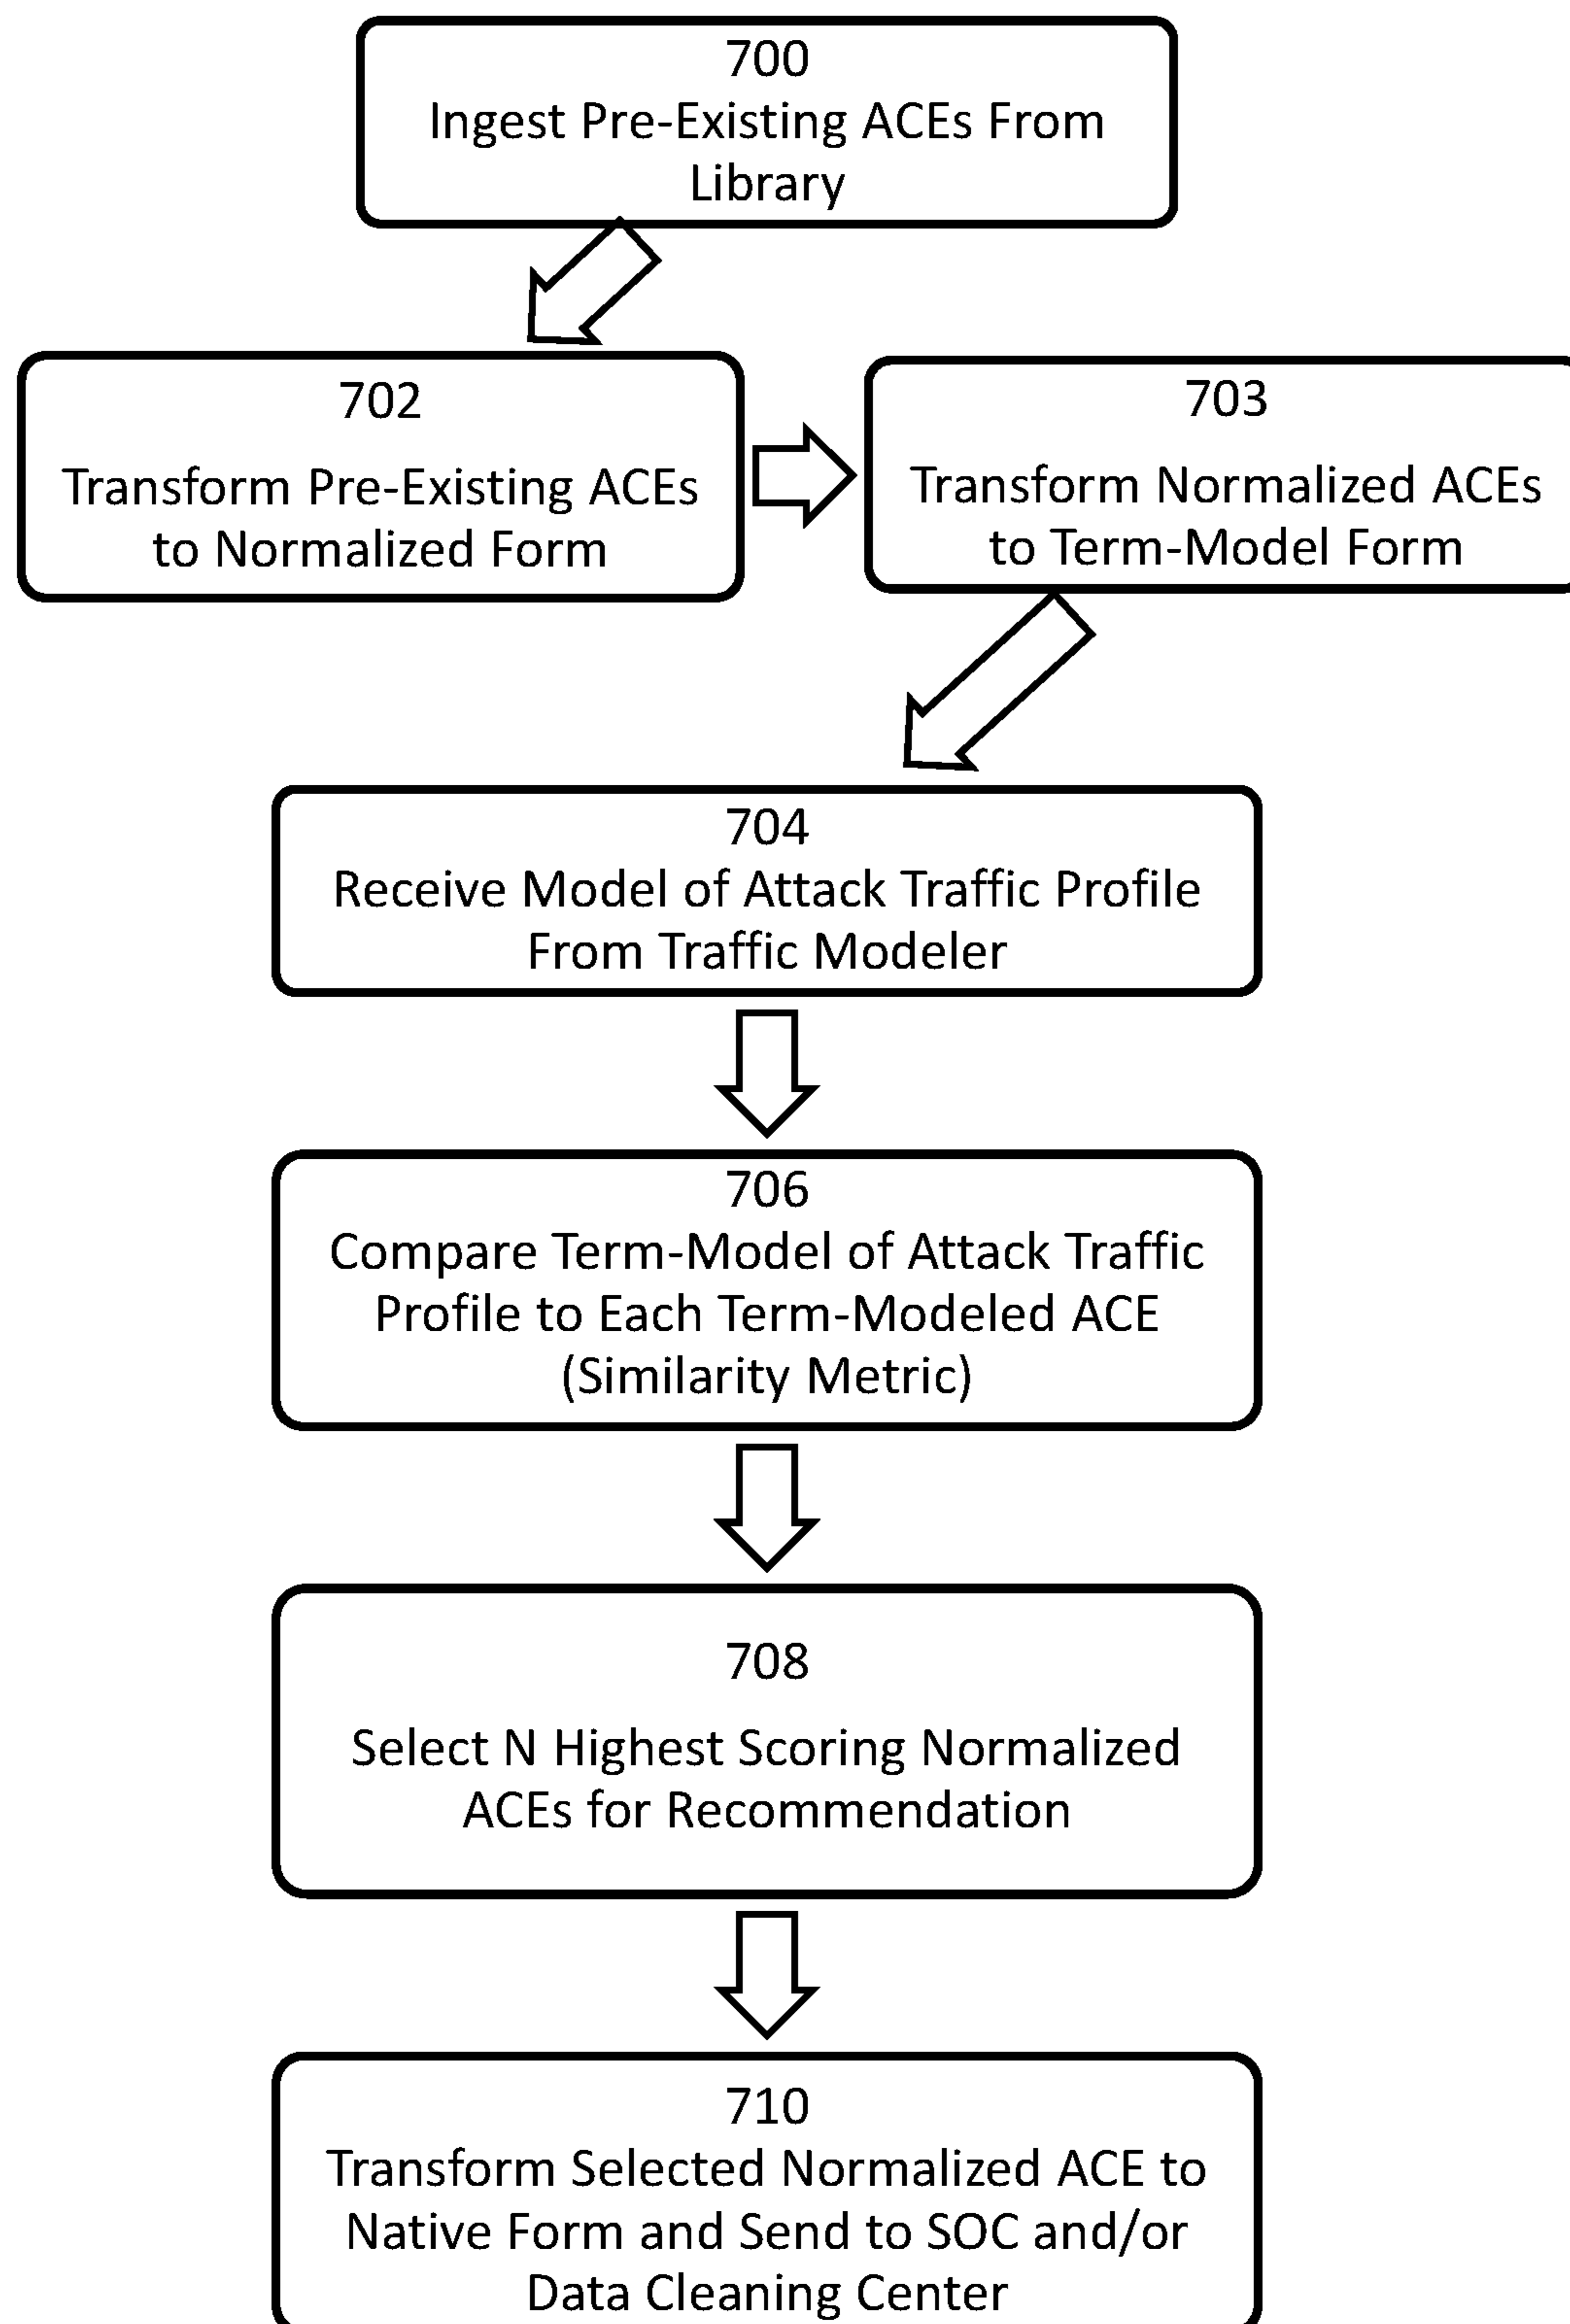 700
Ingest Pre-Existing ACEs From
Library
702
Transform Pre-Existing ACEs
to Normalized Form
703
Transform Normalized ACEs
to Term-Model Form
704
Receive Model of Attack Traffic Profile
From Traffic Modeler
706
Compare Term-Model of Attack Traffic
Profile to Each Term-Modeled ACE
(Similarity Metric)
708
Select N Highest Scoring Normalized
ACEs for Recommendation
710
Transform Selected Normalized ACE to
Native Form and Send to SOC and/or
Data Cleaning Center